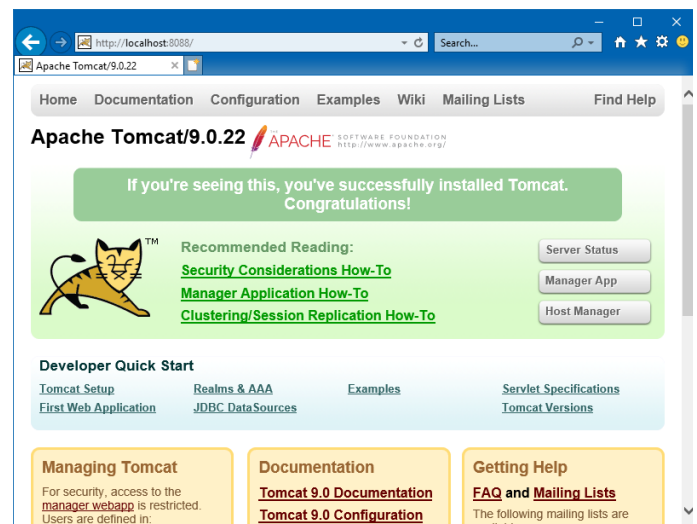 http://localhost:8088/
Search...
Apache Tomcat/9.0.22
Home Documentation Configuration Examples Wiki Mailing Lists Find Help
Apache Tomcat/9.0.22
THE
APACHE SOFTWARE FOUNDATION
http://www.apache.org/
If you're seeing this, you've successfully installed Tomcat.
Congratulations!
TM
Recommended Reading:
Security Considerations How-To
Manager Application How-To
Clustering/Session Replication How-To
Server Status
Manager App
Host Manager
Developer Quick Start
Tomcat Setup Realms & AAA Examples Servlet Specifications
First Web Application JDBC DataSources Tomcat Versions
Managing Tomcat
For security, access to the
manager webapp is restricted.
Users are defined in:
Documentation
Tomcat 9.0 Documentation
Tomcat 9.0 Configuration
Getting Help
FAQ and Mailing Lists
The following mailing lists are